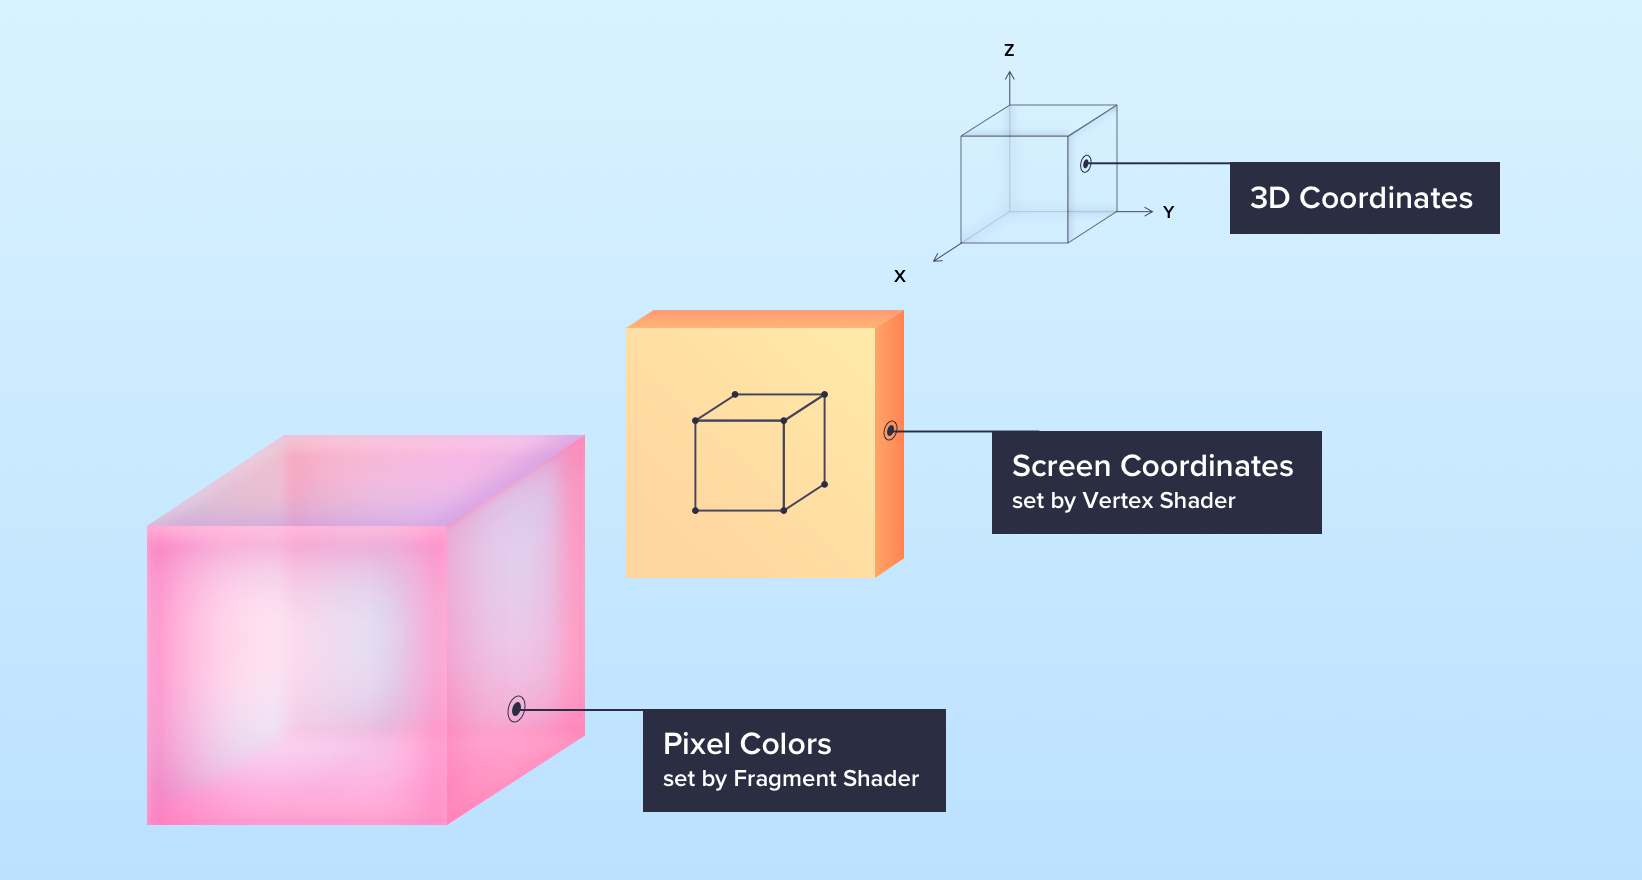 Z
3D Coordinates
Y
X
Screen Coordinates
set by Vertex Shader
Pixel Colors
set by Fragment Shader